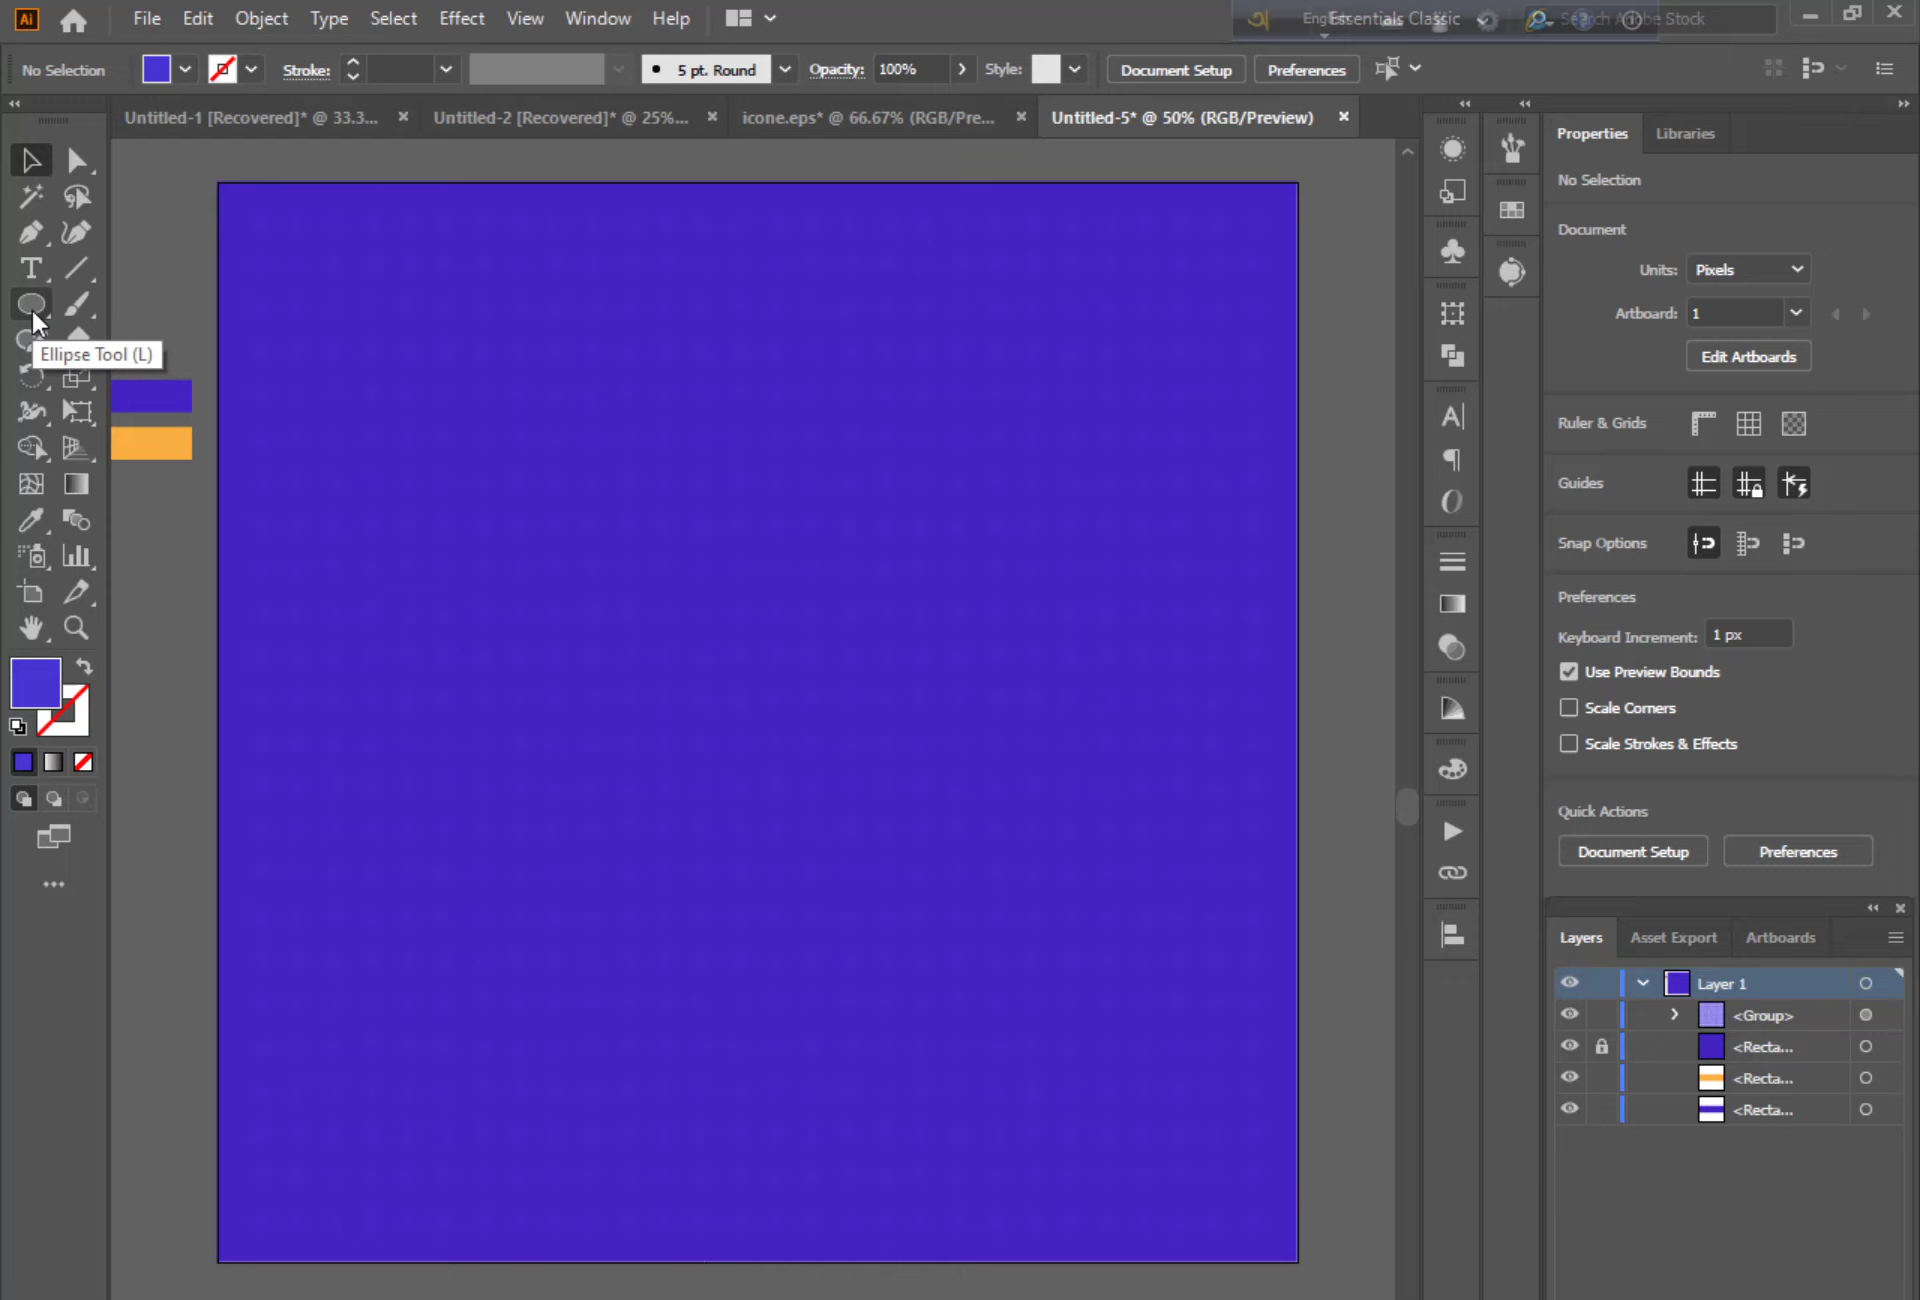 Ai File Edit Object Type Select Effect View Window Help Essentials Classic Search Adobe Stock
No Selection Stroke: 5 pt. Round Opacity: 100% Style: Document Setup Preferences
Untitled-1 [Recovered]* @ 33.3... Untitled-2 [Recovered]* @ 25%... icone.eps* @ 66.67% (RGB/Pre... Untitled-5* @ 50% (RGB/Preview)
Ellipse Tool (L)
Properties Libraries
No Selection
Document
Units: Pixels
Artboard: 1
Edit Artboards
Ruler & Grids
Guides
Snap Options
Preferences
Keyboard Increment: 1 px
Use Preview Bounds
Scale Corners
Scale Strokes & Effects
Quick Actions
Document Setup Preferences
Layers Asset Export Artboards
Layer 1
<Group>
<Recta...
<Recta...
<Recta...